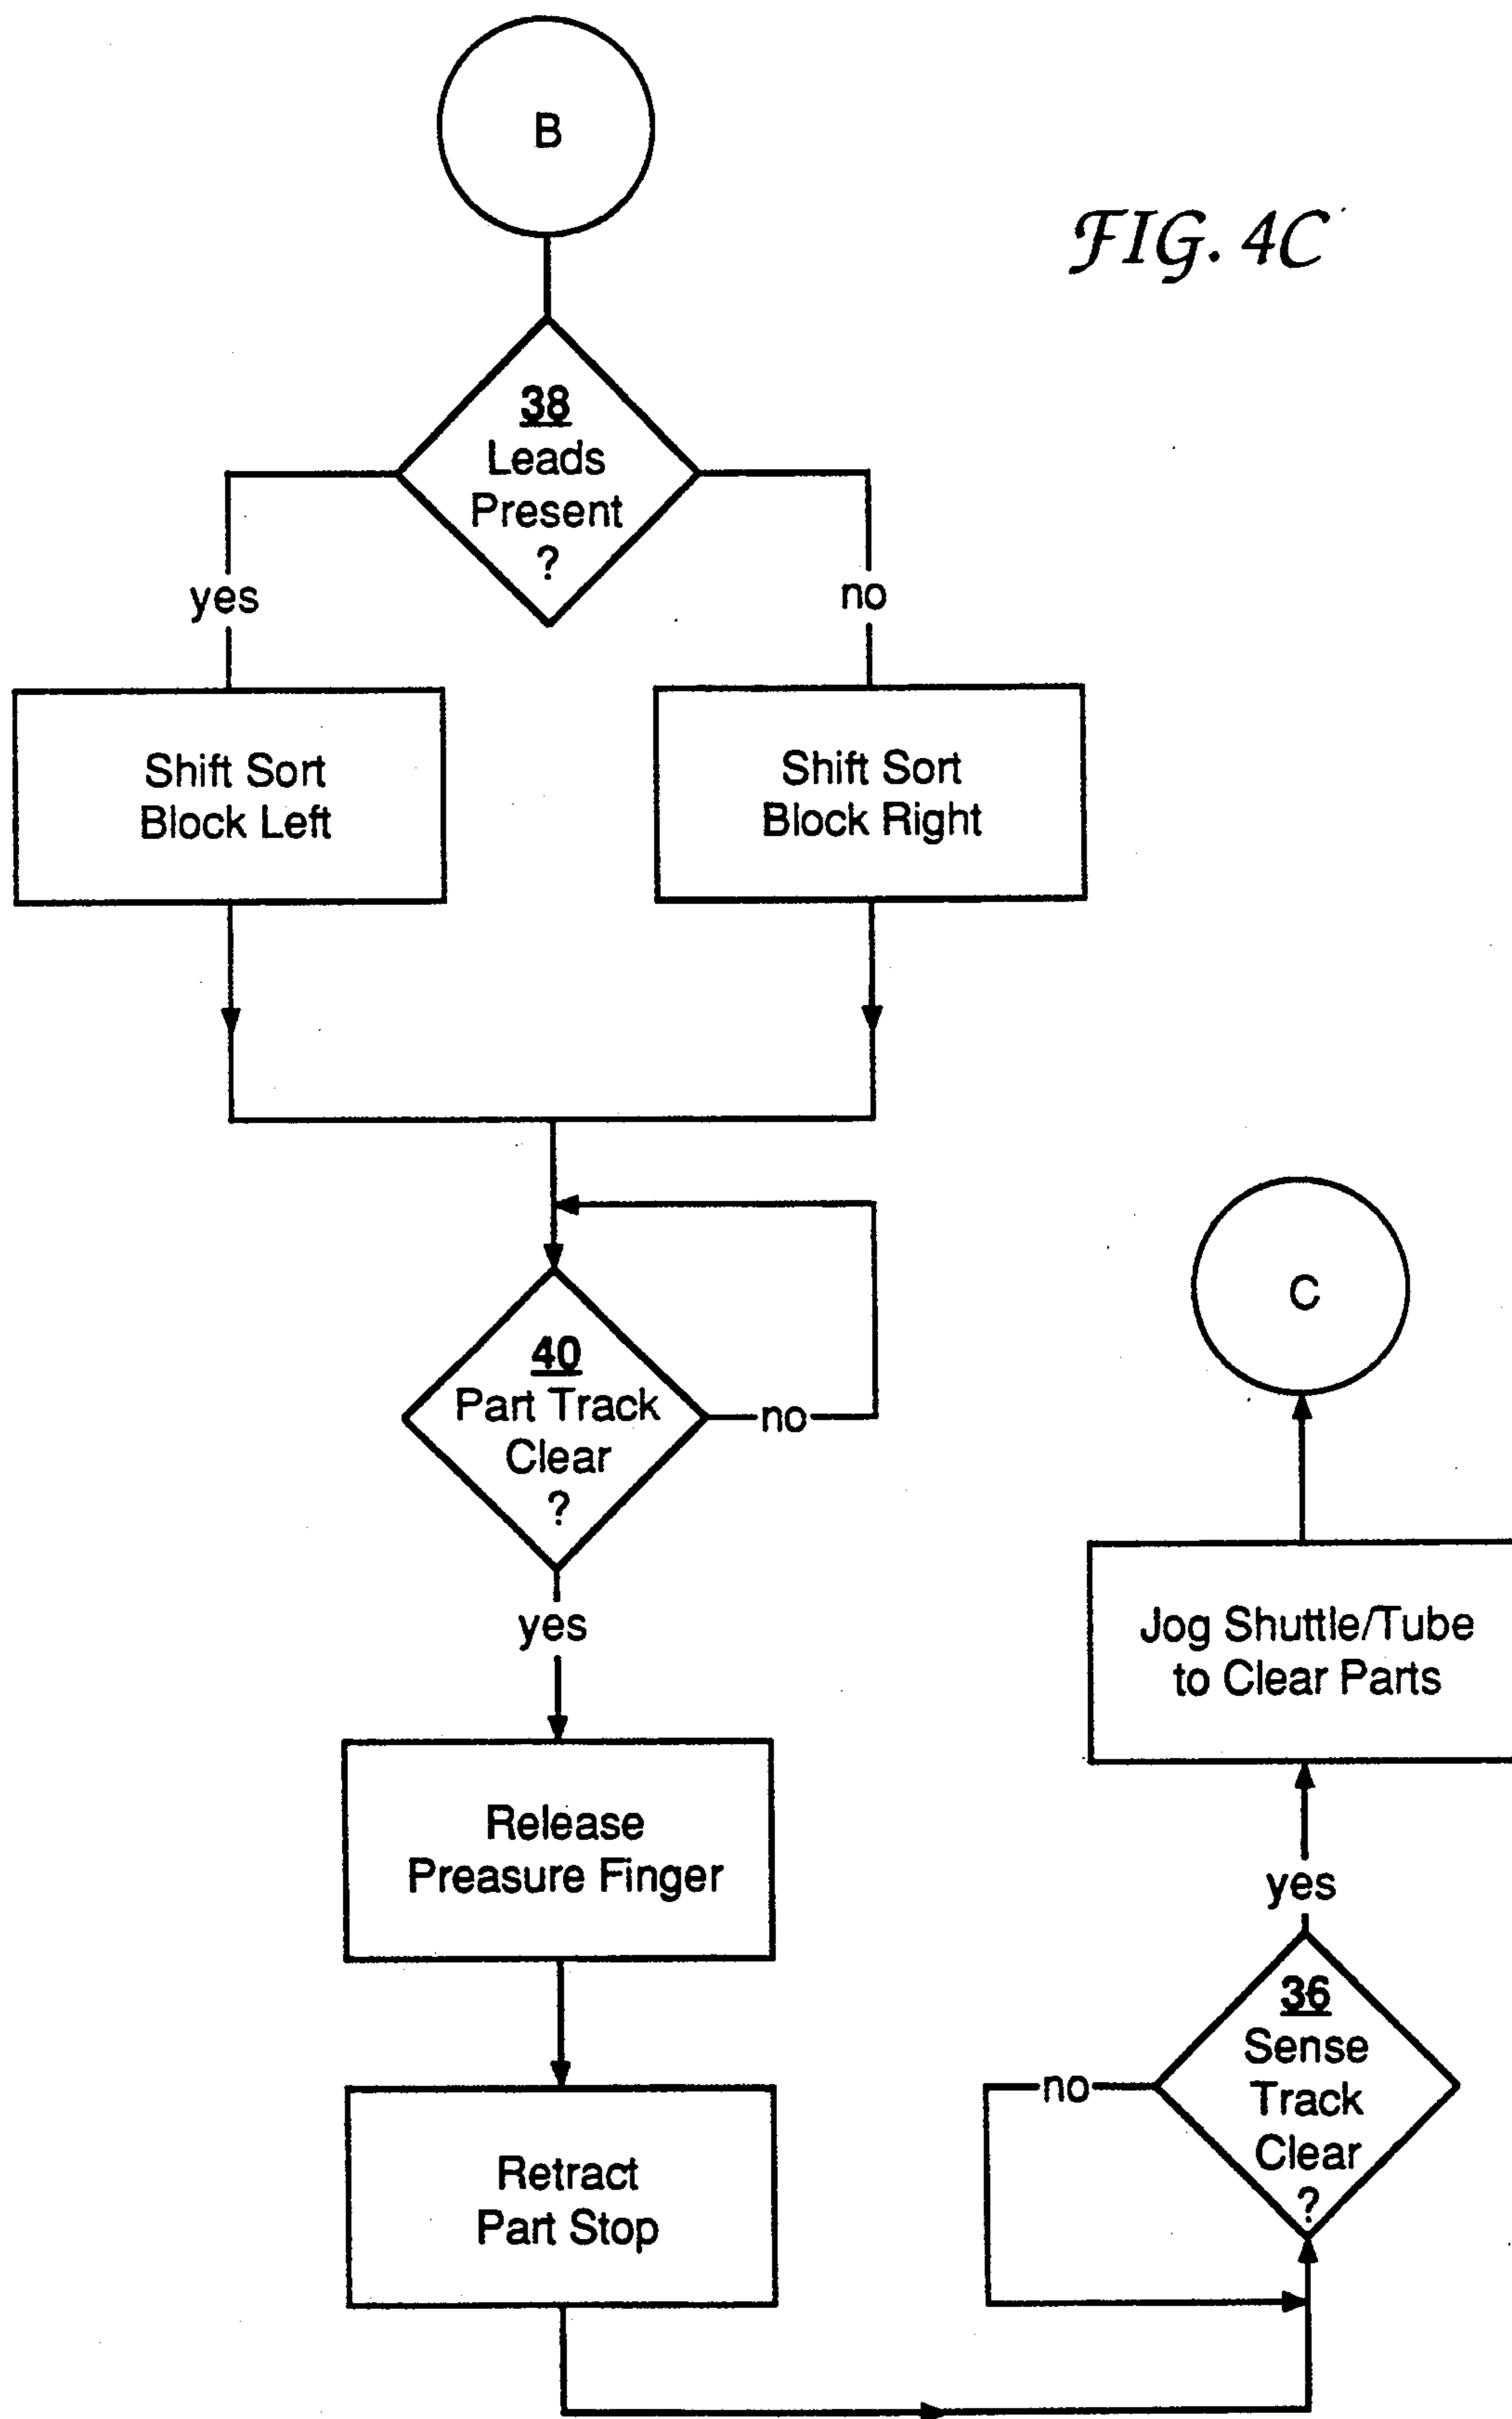 B
FIG. 4C
38
Leads
Present
?
yes
no
Shift Sort
Block Left
Shift Sort
Block Right
40
Part Track
Clear
?
no
yes
Release
Preasure Finger
Retract
Part Stop
C
Jog Shuttle/Tube
to Clear Parts
yes
36
Sense
Track
Clear
?
no